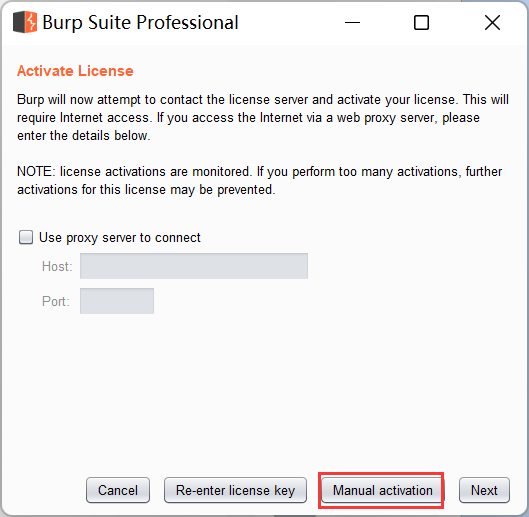 Burp Suite Professional
Activate License
Burp will now attempt to contact the license server and activate your license. This will
require Internet access. If you access the Internet via a web proxy server, please
enter the details below.
NOTE: license activations are monitored. If you perform too many activations, further
activations for this license may be prevented.
Use proxy server to connect
Host:
Port:
Cancel Re-enter license key Manual activation Next